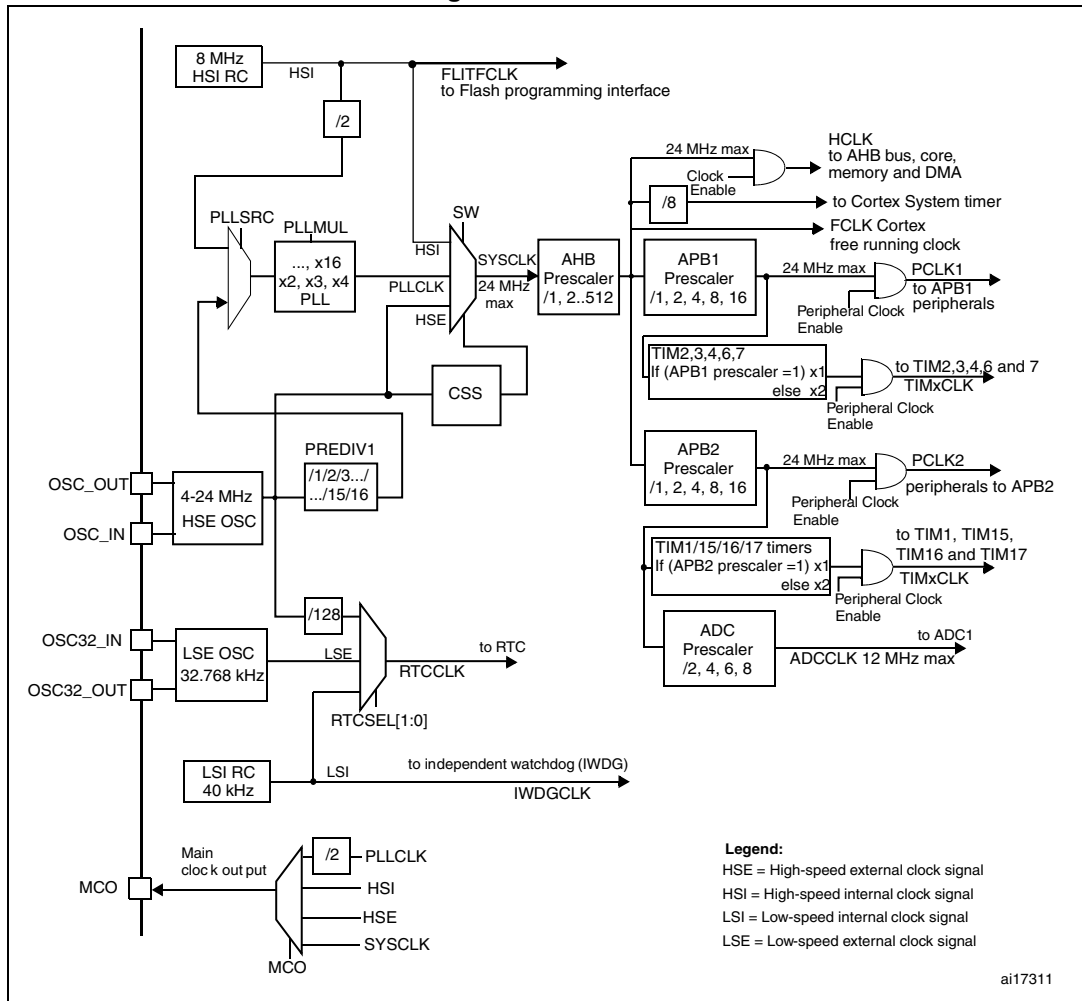 8 MHz
HSI RC
HSI
FLITFCLK
to Flash programming interface
/2
HCLK
to AHB bus, core,
memory and DMA
24 MHz max
Clock
Enable
/8
to Cortex System timer
FCLK Cortex
free running clock
PLLSRC
PLLMUL
..., x16
x2, x3, x4
PLL
SW
HSI
PLLCLK
HSE
SYSCLK
24 MHz
max
AHB
Prescaler
/1, 2..512
APB1
Prescaler
/1, 2, 4, 8, 16
24 MHz max
PCLK1
to APB1
peripherals
Peripheral Clock
Enable
TIM2,3,4,6,7
If (APB1 prescaler =1) x1
else x2
to TIM2,3,4,6 and 7
TIMxCLK
Peripheral Clock
Enable
CSS
PREDIV1
/1/2/3.../
.../15/16
OSC_OUT
OSC_IN
4-24 MHz
HSE OSC
APB2
Prescaler
/1, 2, 4, 8, 16
24 MHz max
PCLK2
peripherals to APB2
Peripheral Clock
Enable
TIM1/15/16/17 timers
If (APB2 prescaler =1) x1
else x2
to TIM1, TIM15,
TIM16 and TIM17
TIMxCLK
Peripheral Clock
Enable
ADC
Prescaler
/2, 4, 6, 8
to ADC1
ADCCLK 12 MHz max
/128
OSC32_IN
OSC32_OUT
LSE OSC
32.768 kHz
LSE
to RTC
RTCCLK
RTCSEL[1:0]
LSI RC
40 kHz
LSI
to independent watchdog (IWDG)
IWDGCLK
Main
clock output
MCO
/2
PLLCLK
HSI
HSE
SYSCLK
MCO
Legend:
HSE = High-speed external clock signal
HSI = High-speed internal clock signal
LSI = Low-speed internal clock signal
LSE = Low-speed external clock signal
ai17311